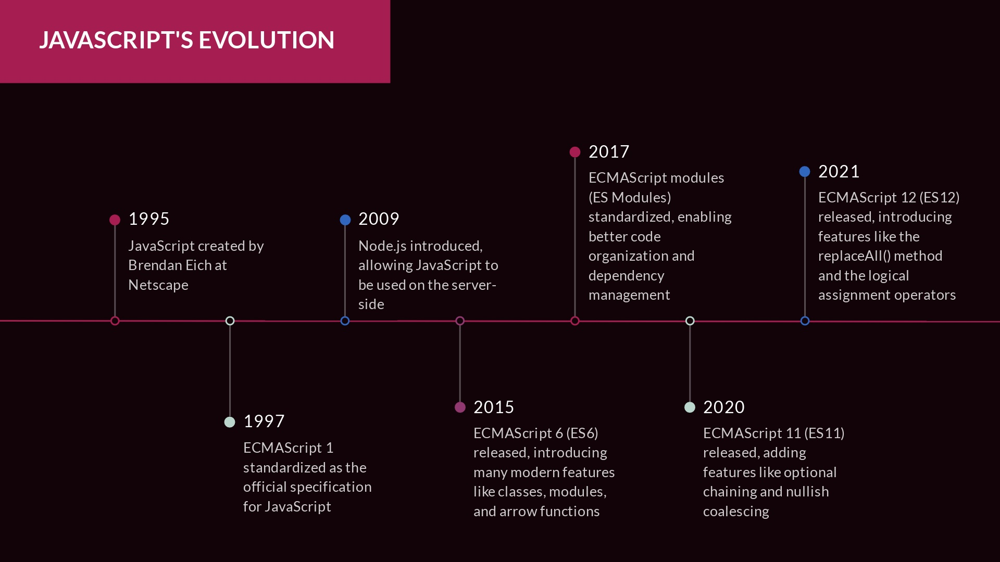 JAVASCRIPT'S EVOLUTION
1995
JavaScript created by
Brendan Eich at
Netscape
1997
ECMAScript 1
standardized as the
official specification
for JavaScript
2009
Node.js introduced,
allowing JavaScript to
be used on the server-
side
2015
ECMAScript 6 (ES6)
released, introducing
many modern features
like classes, modules,
and arrow functions
2017
ECMAScript modules
(ES Modules)
standardized, enabling
better code
organization and
dependency
management
2020
ECMAScript 11 (ES11)
released, adding
features like optional
chaining and nullish
coalescing
2021
ECMAScript 12 (ES12)
released, introducing
features like the
replaceAll() method
and the logical
assignment operators